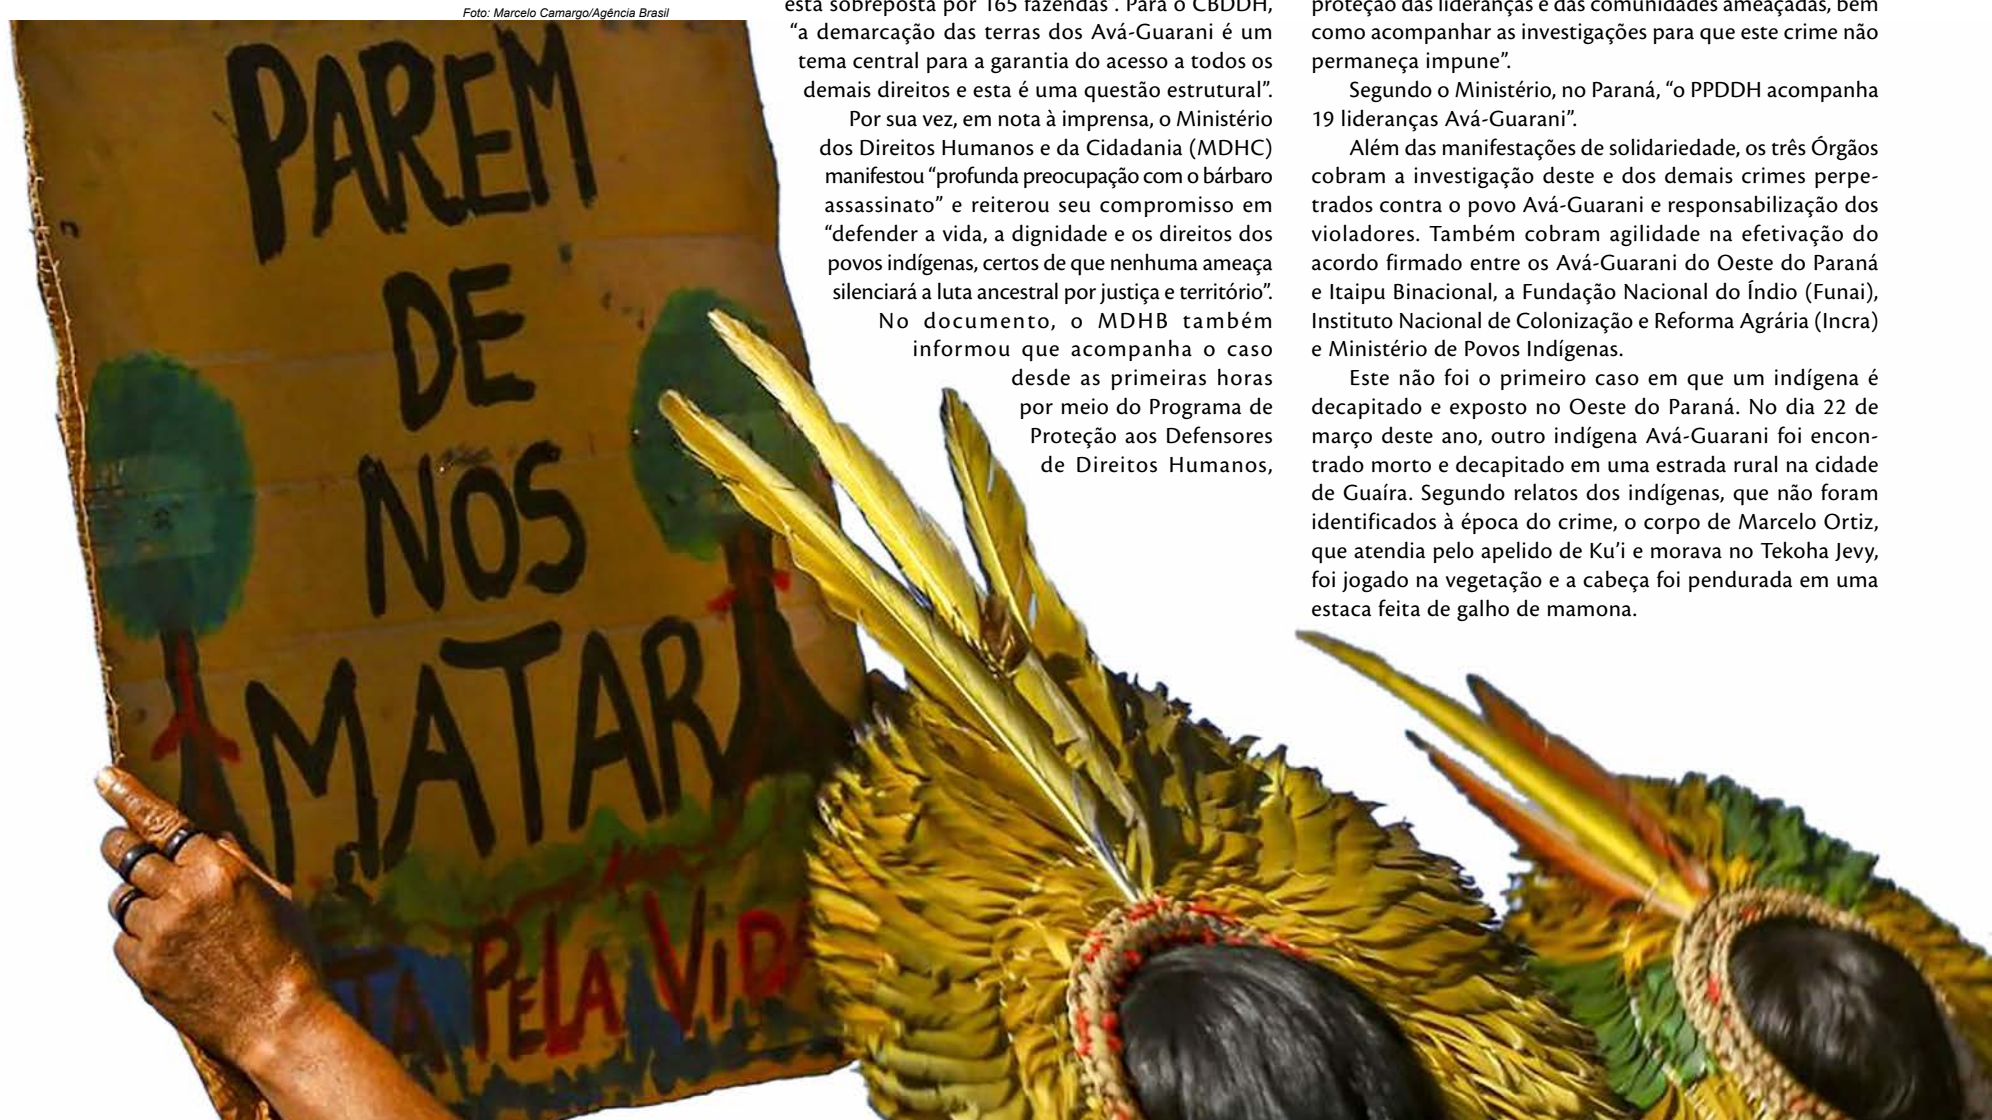 Foto: Marcelo Camargo/Agência Brasil
PAREM
DE
NOS
MATAR
PELA VIDA
está sobreposta por 165 fazendas”. Para o CBDDH,
“a demarcação das terras dos Avá-Guarani é um
tema central para a garantia do acesso a todos os
demais direitos e esta é uma questão estrutural”.
Por sua vez, em nota à imprensa, o Ministério
dos Direitos Humanos e da Cidadania (MDHC)
manifestou “profunda preocupação com o bárbaro
assassinato” e reiterou seu compromisso em
“defender a vida, a dignidade e os direitos dos
povos indígenas, certos de que nenhuma ameaça
silenciará a luta ancestral por justiça e território”.
No documento, o MDHB também
informou que acompanha o caso
desde as primeiras horas
por meio do Programa de
Proteção aos Defensores
de Direitos Humanos,
proteção das lideranças e das comunidades ameaçadas, bem
como acompanhar as investigações para que este crime não
permaneça impune”.
Segundo o Ministério, no Paraná, “o PPDDH acompanha
19 lideranças Avá-Guarani”.
Além das manifestações de solidariedade, os três Órgãos
cobram a investigação deste e dos demais crimes perpe-
trados contra o povo Avá-Guarani e responsabilização dos
violadores. Também cobram agilidade na efetivação do
acordo firmado entre os Avá-Guarani do Oeste do Paraná
e Itaipu Binacional, a Fundação Nacional do Índio (Funai),
Instituto Nacional de Colonização e Reforma Agrária (Incra)
e Ministério de Povos Indígenas.
Este não foi o primeiro caso em que um indígena é
decapitado e exposto no Oeste do Paraná. No dia 22 de
março deste ano, outro indígena Avá-Guarani foi encon-
trado morto e decapitado em uma estrada rural na cidade
de Guaíra. Segundo relatos dos indígenas, que não foram
identificados à época do crime, o corpo de Marcelo Ortiz,
que atendia pelo apelido de Ku’i e morava no Tekoha Jevy,
foi jogado na vegetação e a cabeça foi pendurada em uma
estaca feita de galho de mamona.